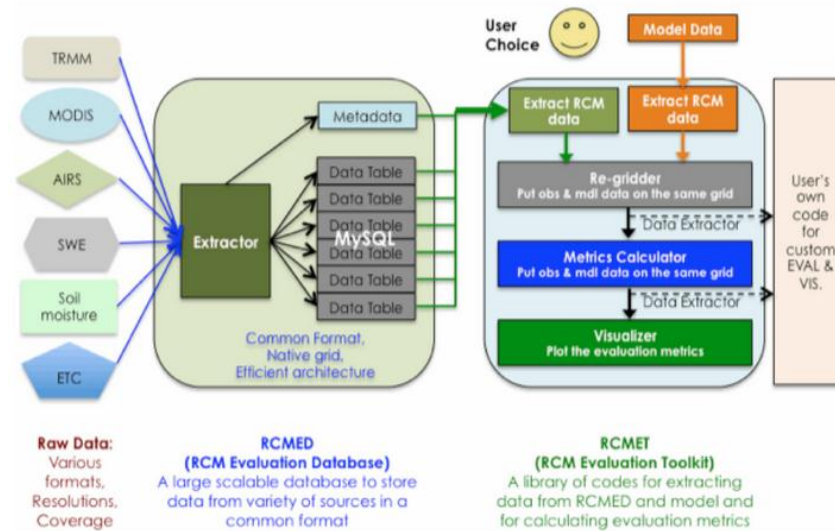 User
Choice
Model Data
TRMM
MODIS
AIRS
SWE
Soil
moisture
ETC
Extractor
Metadata
Data Table
Data Table
Data Table
MySQL
Data Table
Data Table
Data Table
Common Format,
Native grid,
Efficient architecture
Extract RCM
data
Extract RCM
data
Re-gridder
Put obs & mdl data on the same grid
Data Extractor
Metrics Calculator
Put obs & mdl data on the same grid
Data Extractor
Visualizer
Plot the evaluation metrics
User's
own
code
for
custom
EVAL &
VIS.
Raw Data:
Various
formats,
Resolutions,
Coverage
RCMED
(RCM Evaluation Database)
A large scalable database to store
data from variety of sources in a
common format
RCMET
(RCM Evaluation Toolkit)
A library of codes for extracting
data from RCMED and model and
for calculating evaluation metrics